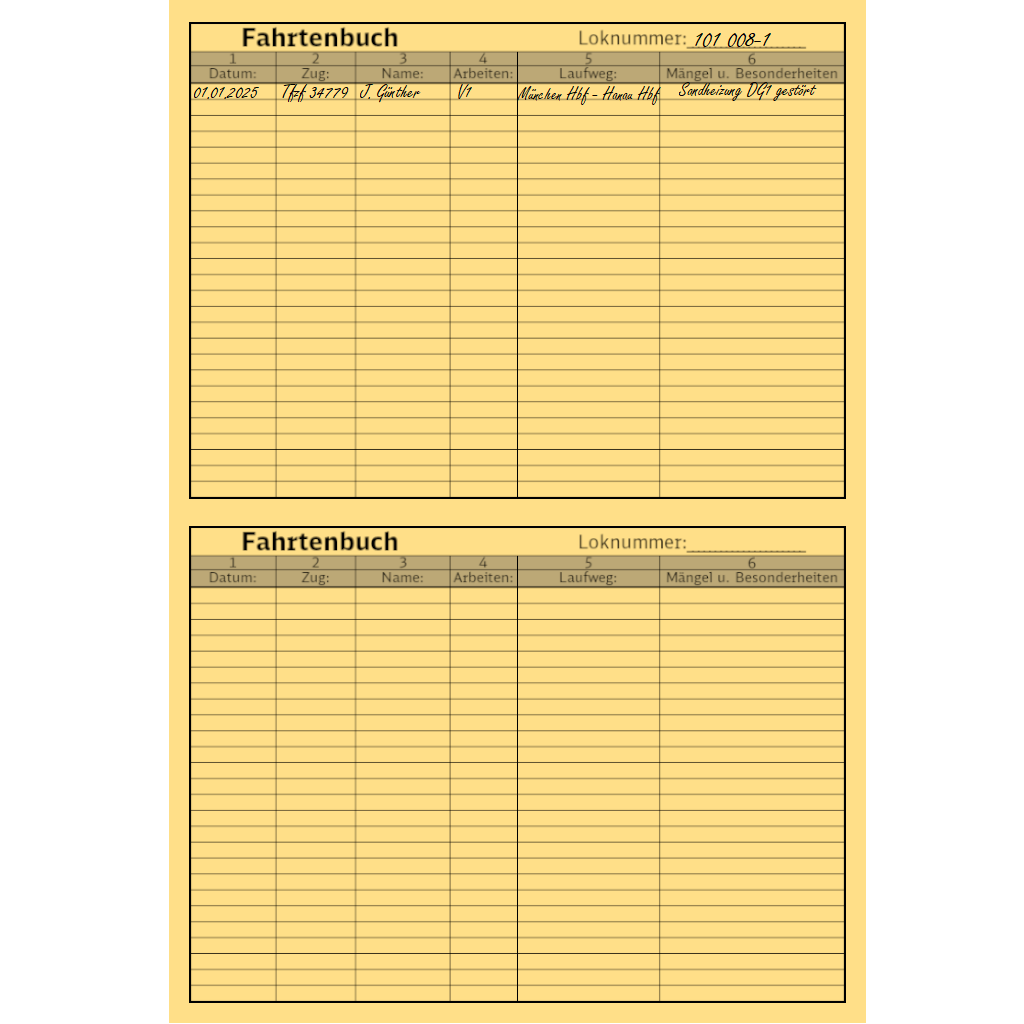 Fahrtenbuch Loknummer: 101 008-1
1 2 3 4 5 6
Datum: Zug: Name: Arbeiten: Laufweg: Mängel u. Besonderheiten
01.01.2025 Tfzf 34779 J. Günther V1 München Hbf - Hanau Hbf Sandheizung DG1 gestört
Fahrtenbuch Loknummer:
1 2 3 4 5 6
Datum: Zug: Name: Arbeiten: Laufweg: Mängel u. Besonderheiten